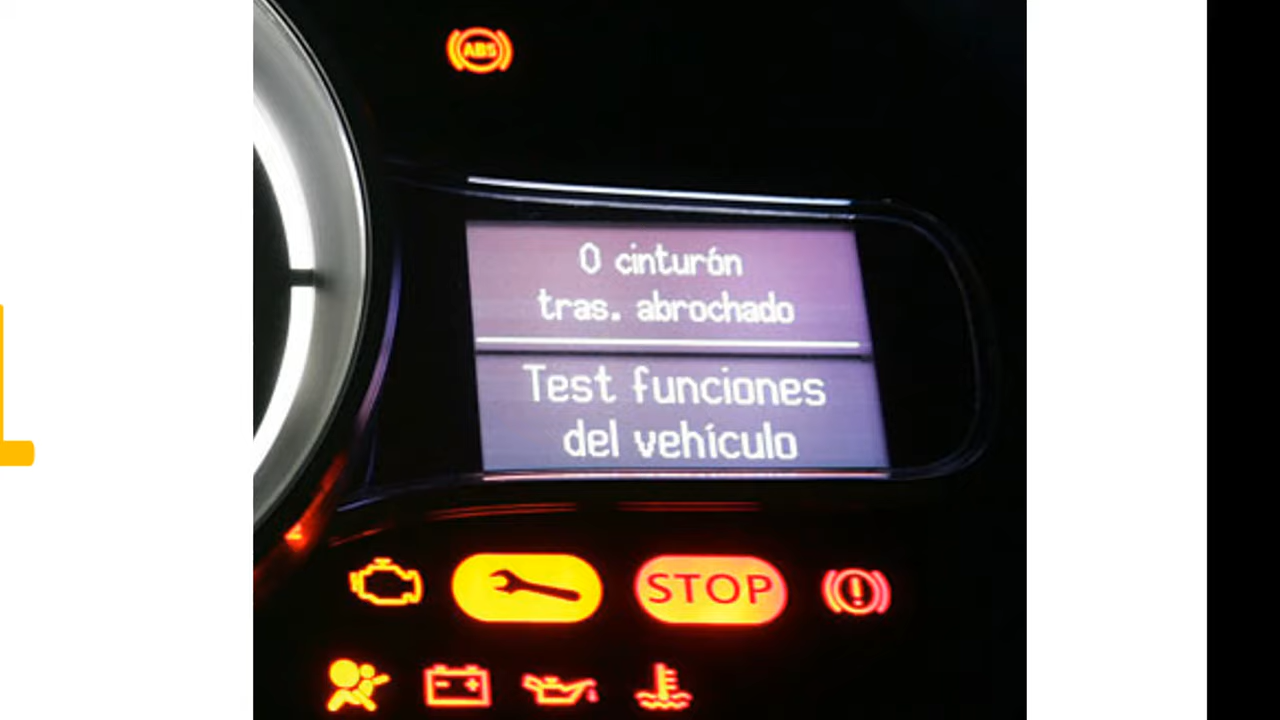 ABS
0 cinturón
tras. abrochado
Test funciones
del vehículo
STOP